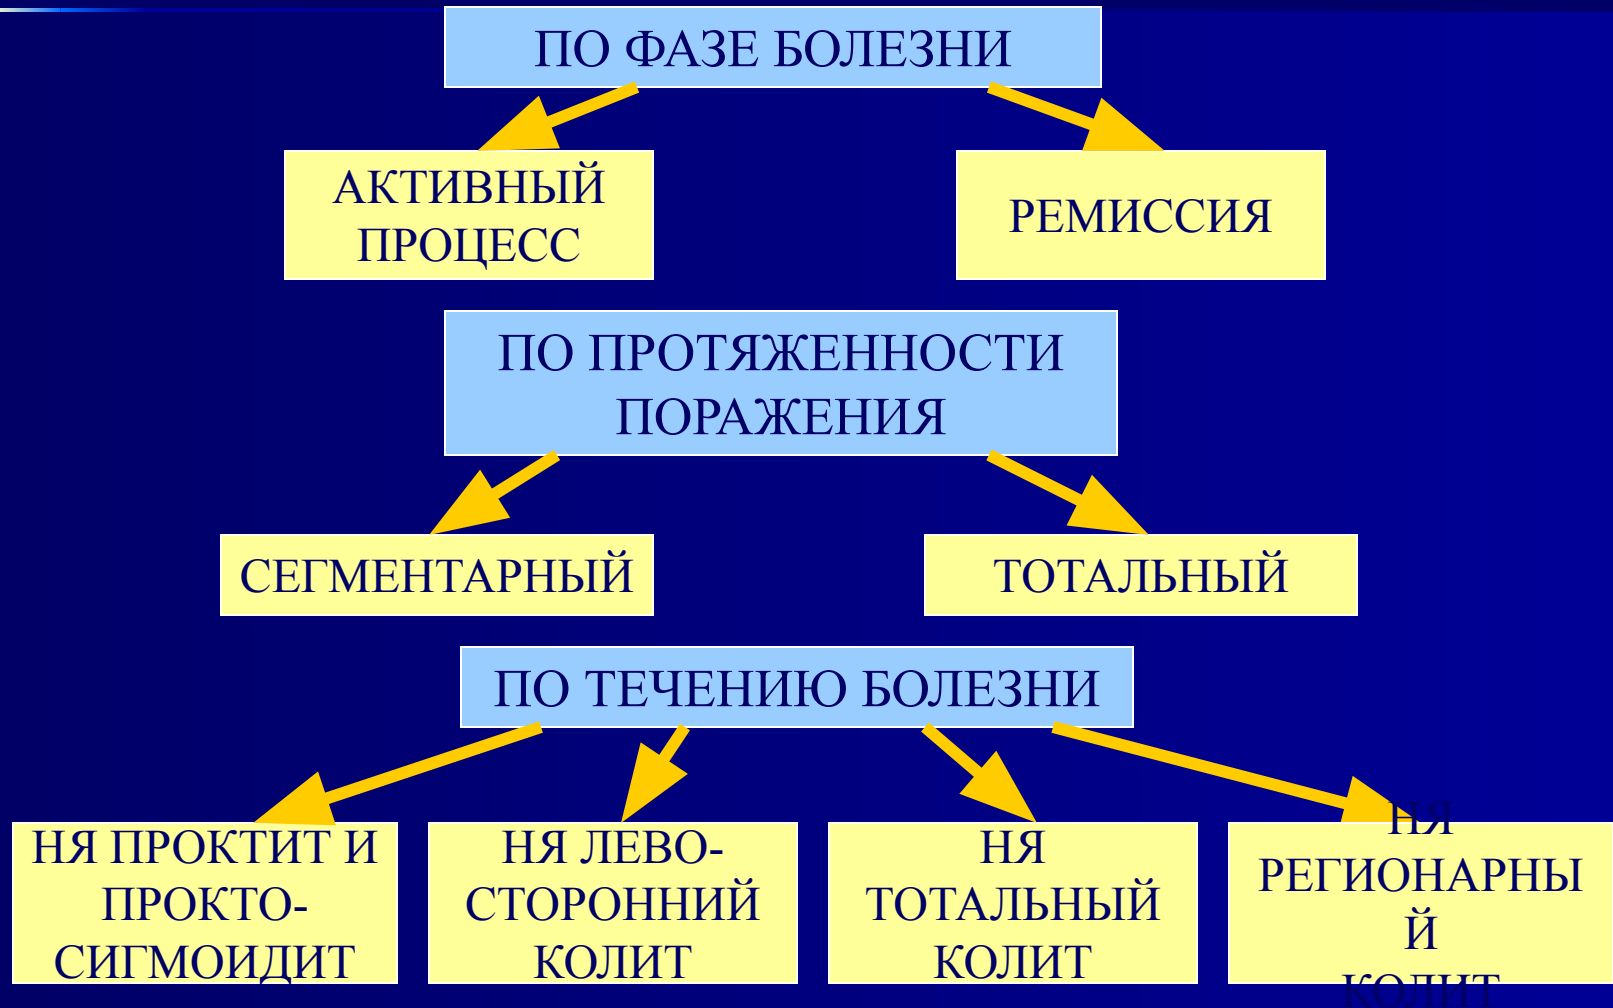 ПО ФАЗЕ БОЛЕЗНИ
АКТИВНЫЙ
ПРОЦЕСС
РЕМИССИЯ
ПО ПРОТЯЖЕННОСТИ
ПОРАЖЕНИЯ
СЕГМЕНТАРНЫЙ
ТОТАЛЬНЫЙ
ПО ТЕЧЕНИЮ БОЛЕЗНИ
НЯ ПРОКТИТ И
ПРОКТО-
СИГМОИДИТ
НЯ ЛЕВО-
СТОРОННИЙ
КОЛИТ
НЯ
ТОТАЛЬНЫЙ
КОЛИТ
НЯ
РЕГИОНАРНЫ
Й
КОЛИТ